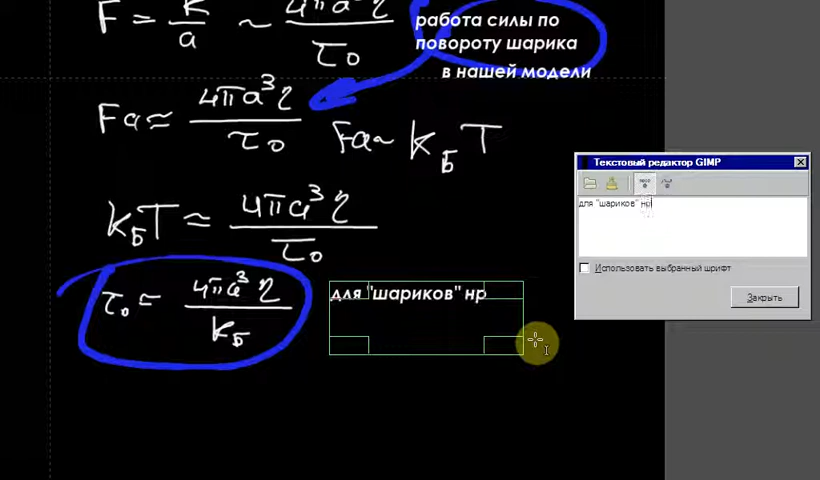 F = K/a ~ 4πa³η/τ₀
работа силы по
повороту шарика
в нашей модели
Fa ≈ 4πa³η/τ₀ Fa ~ k_Б T
k_Б T ≈ 4πa³η/τ₀
τ₀ ≈ 4πa³η/k_Б
для "шариков" нр
Текстовый редактор GIMP
для "шариков" нр
Использовать выбранный шрифт
Закрыть